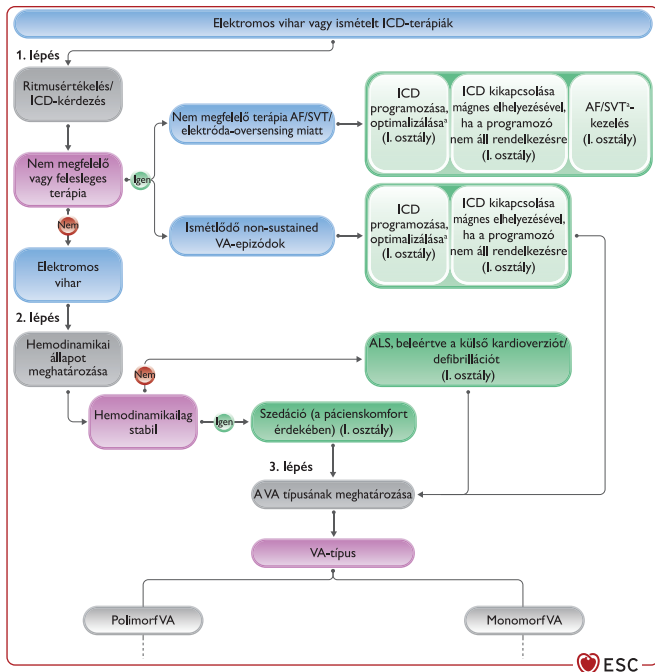 Elektromos vihar vagy ismételt ICD-terápiák
1. lépés
Ritmusértékelés/
ICD-kérdezés
Nem megfelelő
vagy felesleges
terápia
Igen
Nem megfelelő terápia AF/SVT/
elektróda-oversensing miatt
ICD
programozása,
optimalizálásaª
(I. osztály)
ICD kikapcsolása
mágnes elhelyezésével,
ha a programozó
nem áll rendelkezésre
(I. osztály)
AF/SVTª-
kezelés
(I. osztály)
Ismétlődő non-sustained
VA-epizódok
ICD
programozása,
optimalizálásaª
(I. osztály)
ICD kikapcsolása
mágnes elhelyezésével,
ha a programozó
nem áll rendelkezésre
(I. osztály)
Nem
Elektromos
vihar
2. lépés
Hemodinamikai
állapot
meghatározása
Nem
ALS, beleértve a külső kardioverziót/
defibrillációt
(I. osztály)
Hemodinamikailag
stabil
Igen
Szedáció (a pácienskomfort
érdekében) (I. osztály)
3. lépés
A VA típusának meghatározása
VA-típus
Polimorf VA
Monomorf VA
ESC